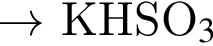 → KHSO₃